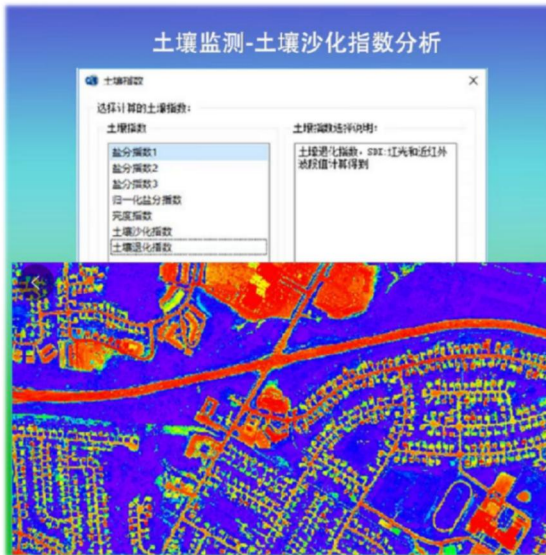 土壤监测-土壤沙化指数分析
土壤指数
选择计算的土壤指数:
土壤指数
盐分指数1
盐分指数2
盐分指数3
归一化盐分指数
亮度指数
土壤沙化指数
土壤退化指数
土壤指数选择说明:
土壤退化指数，SDI:红光和近红外
波段值计算得到